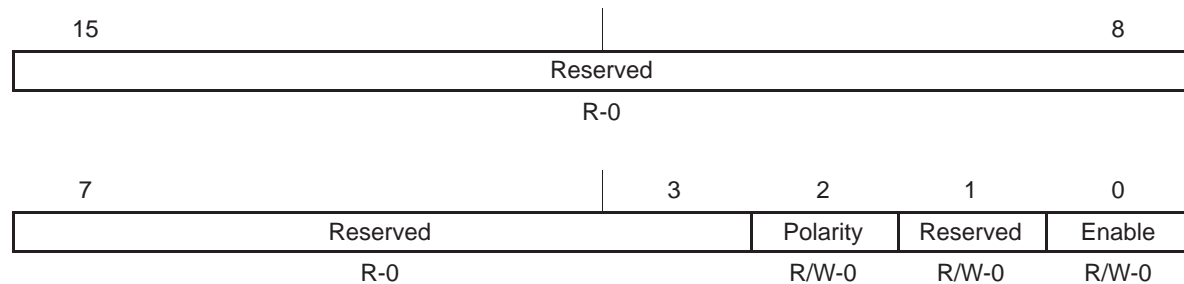 15 8
Reserved
R-0
7 3 2 1 0
Reserved Polarity Reserved Enable
R-0 R/W-0 R/W-0 R/W-0